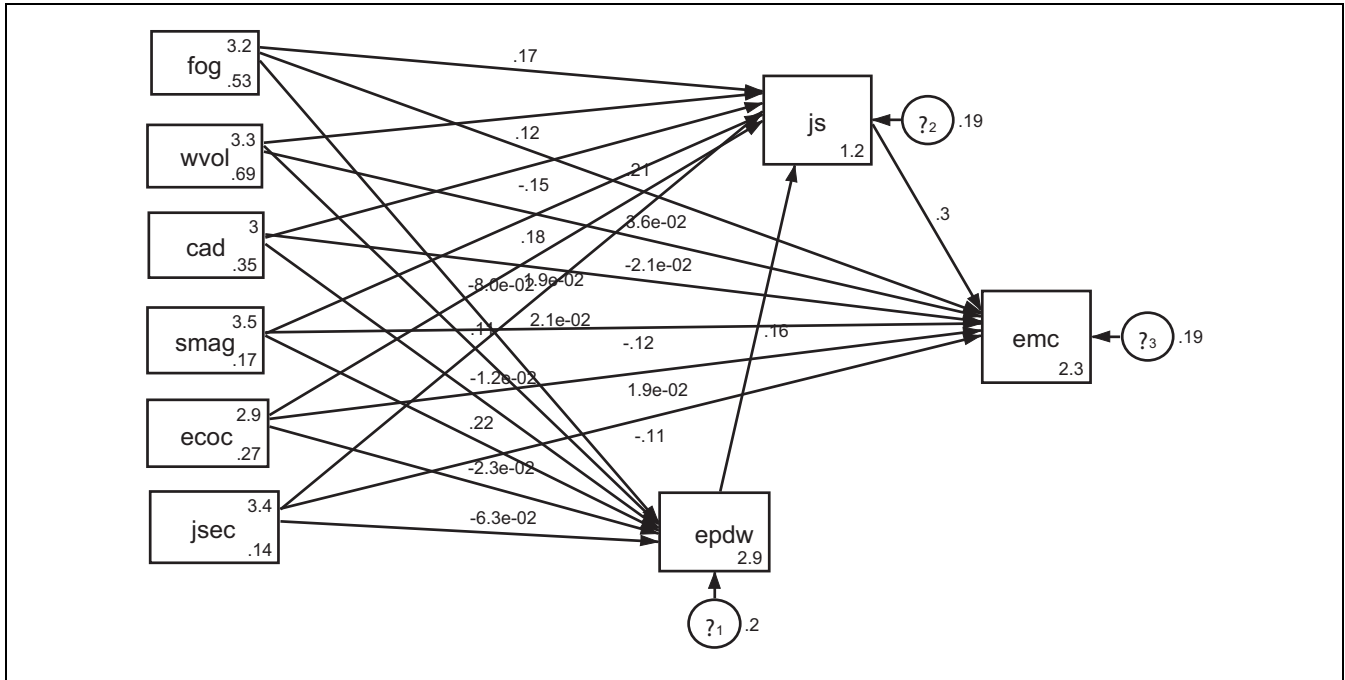 3.2
fog
.53
3.3
wvol
.69
3
cad
.35
3.5
smag
.17
2.9
ecoc
.27
3.4
jsec
.14
.17
.12
.21
-.15
3.6e-02
.18
-2.1e-02
-8.0e-02
1.9e-02
2.1e-02
.11
-.12
-1.2e-02
1.9e-02
.22
-.11
-2.3e-02
-6.3e-02
.16
.3
js
1.2
?2
.19
emc
2.3
?3
.19
epdw
2.9
?1
.2